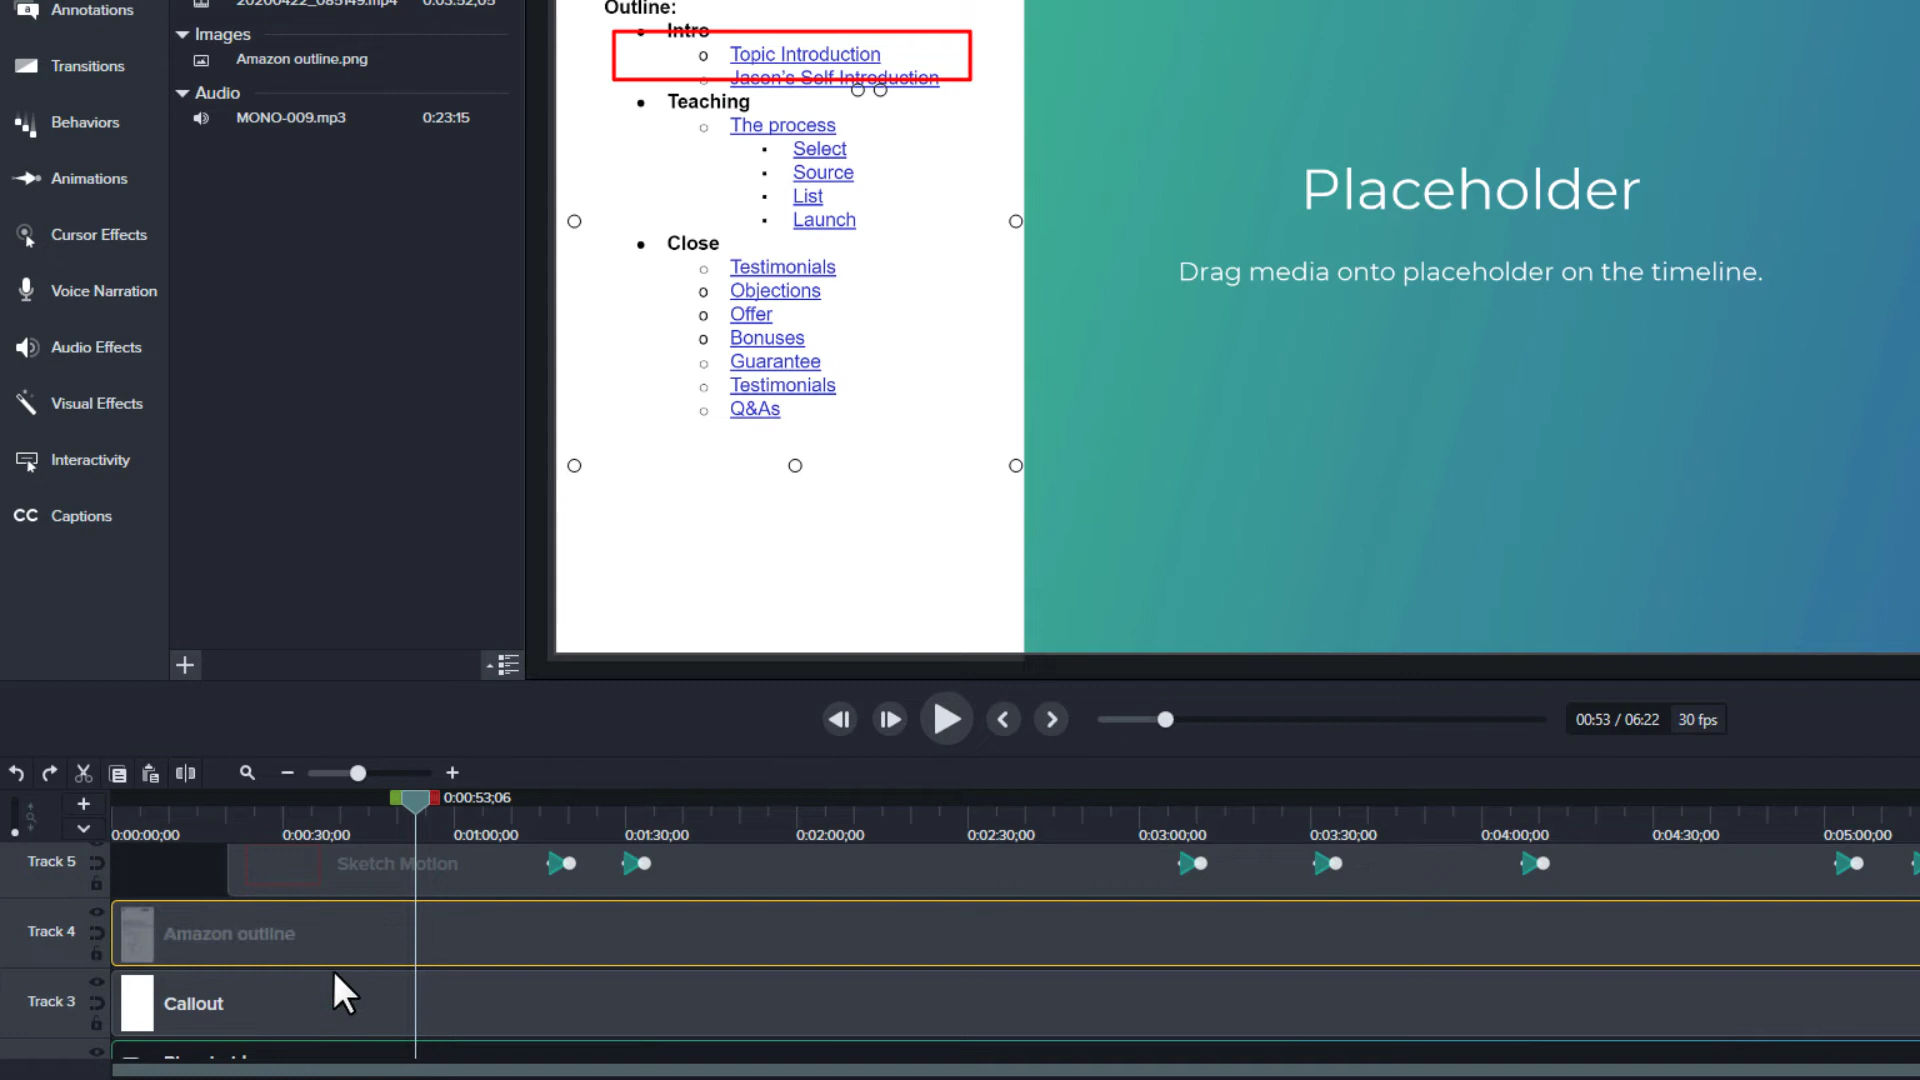 Annotations
Transitions
Behaviors
Animations
Cursor Effects
Voice Narration
Audio Effects
Visual Effects
Interactivity
CC Captions
20200422_085149.mp4 0:03:52;05
Images
Amazon outline.png
Audio
MONO-009.mp3 0:23:15
Outline:
Intro
Topic Introduction
Jason's Self Introduction
Teaching
The process
Select
Source
List
Launch
Close
Testimonials
Objections
Offer
Bonuses
Guarantee
Testimonials
Q&As
Placeholder
Drag media onto placeholder on the timeline.
00:53 / 06:22 30 fps
0:00:53;06
0:00:00;00 0:00:30;00 0:01:00;00 0:01:30;00 0:02:00;00 0:02:30;00 0:03:00;00 0:03:30;00 0:04:00;00 0:04:30;00 0:05:00;00
Track 5 Sketch Motion
Track 4 Amazon outline
Track 3 Callout